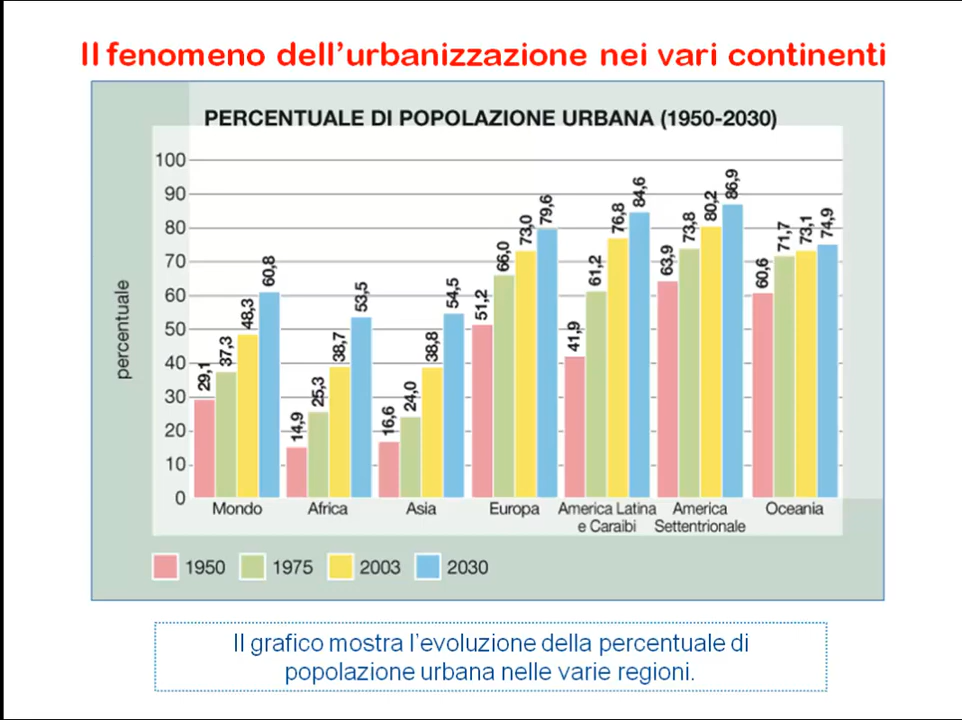 Il fenomeno dell'urbanizzazione nei vari continenti
PERCENTUALE DI POPOLAZIONE URBANA (1950-2030)
percentuale
100
90
80
70
60
50
40
30
20
10
0
29,1 37,3 48,3 60,8
14,9 25,3 38,7 53,5
16,6 24,0 38,8 54,5
51,2 66,0 73,0 79,6
41,9 61,2 76,8 84,6
63,9 73,8 80,2 86,9
60,6 71,7 73,1 74,9
Mondo Africa Asia Europa America Latina America Oceania
e Caraibi Settentrionale
1950 1975 2003 2030
Il grafico mostra l'evoluzione della percentuale di
popolazione urbana nelle varie regioni.